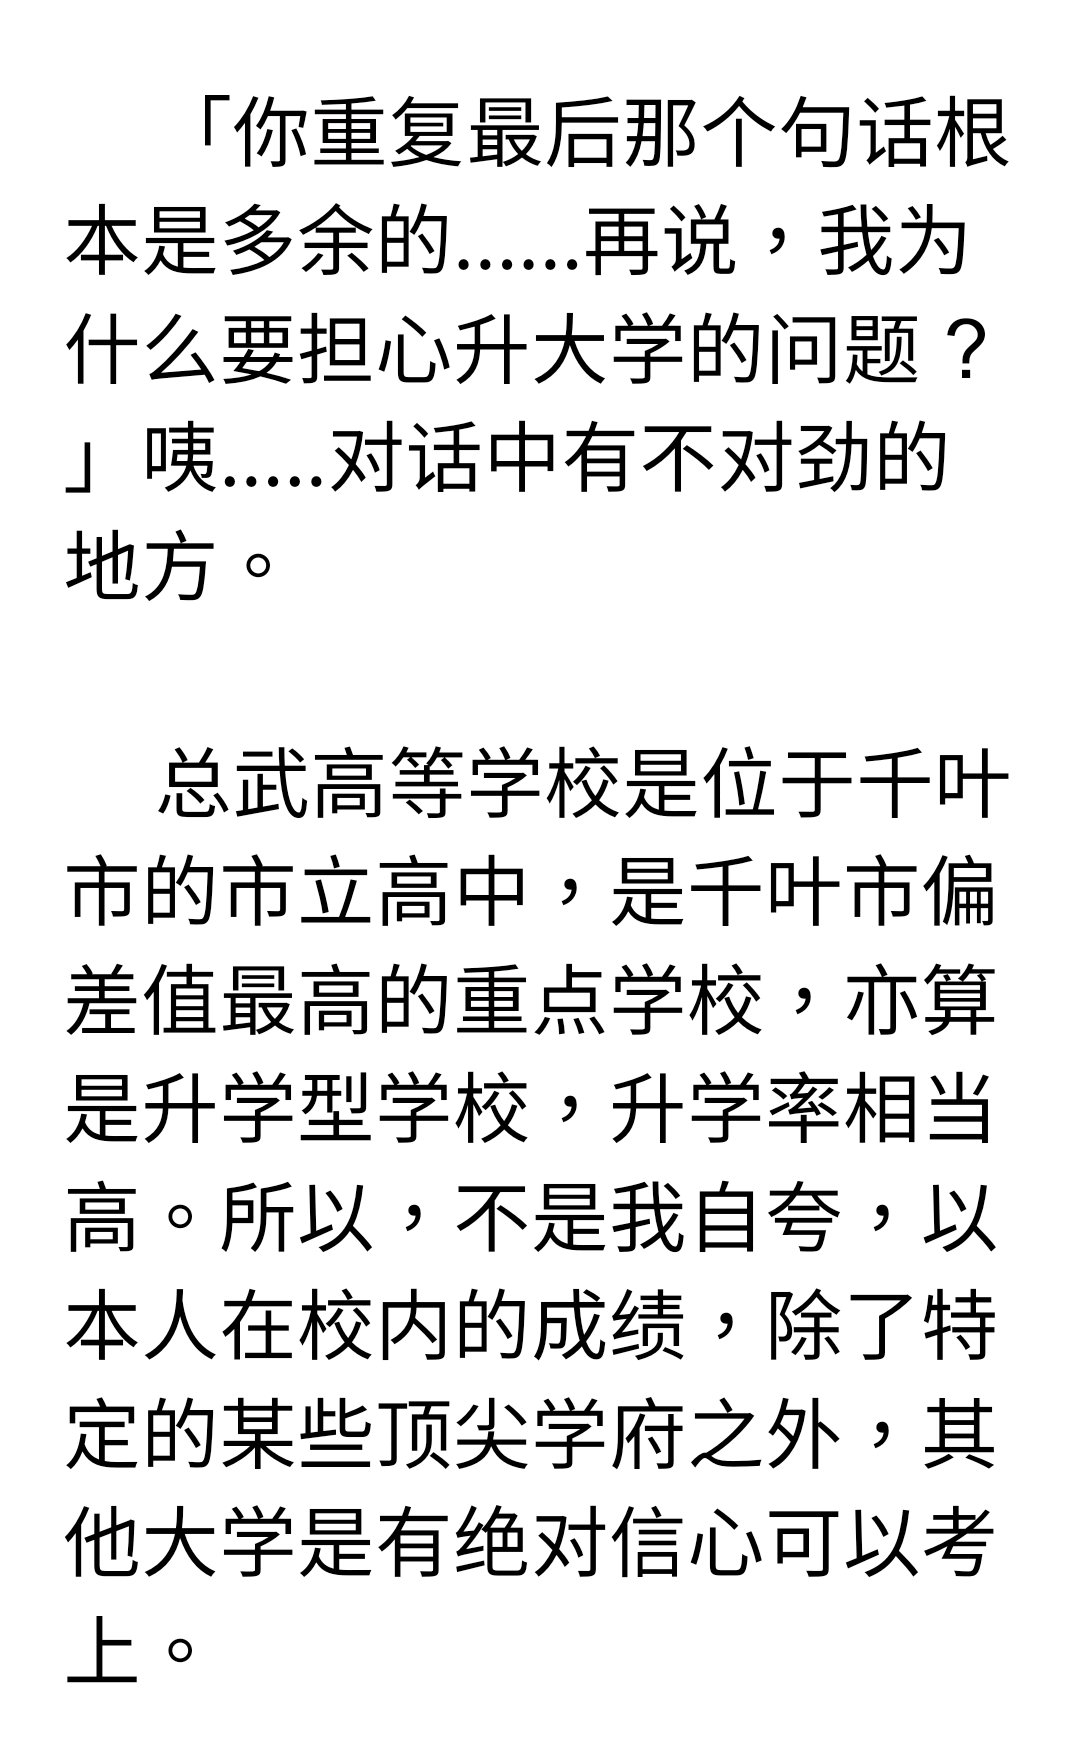 「你重复最后那个句话根
本是多余的......再说，我为
什么要担心升大学的问题？
」咦.....对话中有不对劲的
地方。
总武高等学校是位于千叶
市的市立高中，是千叶市偏
差值最高的重点学校，亦算
是升学型学校，升学率相当
高。所以，不是我自夸，以
本人在校内的成绩，除了特
定的某些顶尖学府之外，其
他大学是有绝对信心可以考
上。